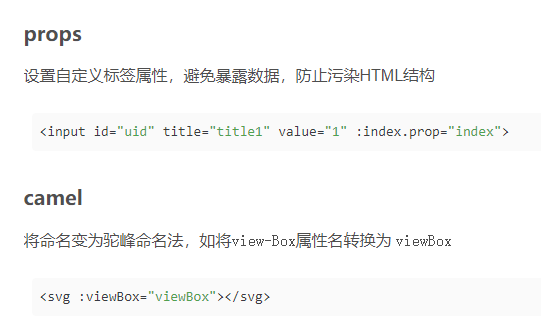 props
设置自定义标签属性，避免暴露数据，防止污染HTML结构
<input id="uid" title="title1" value="1" :index.prop="index">
camel
将命名变为驼峰命名法，如将view-Box属性名转换为 viewBox
<svg :viewBox="viewBox"></svg>